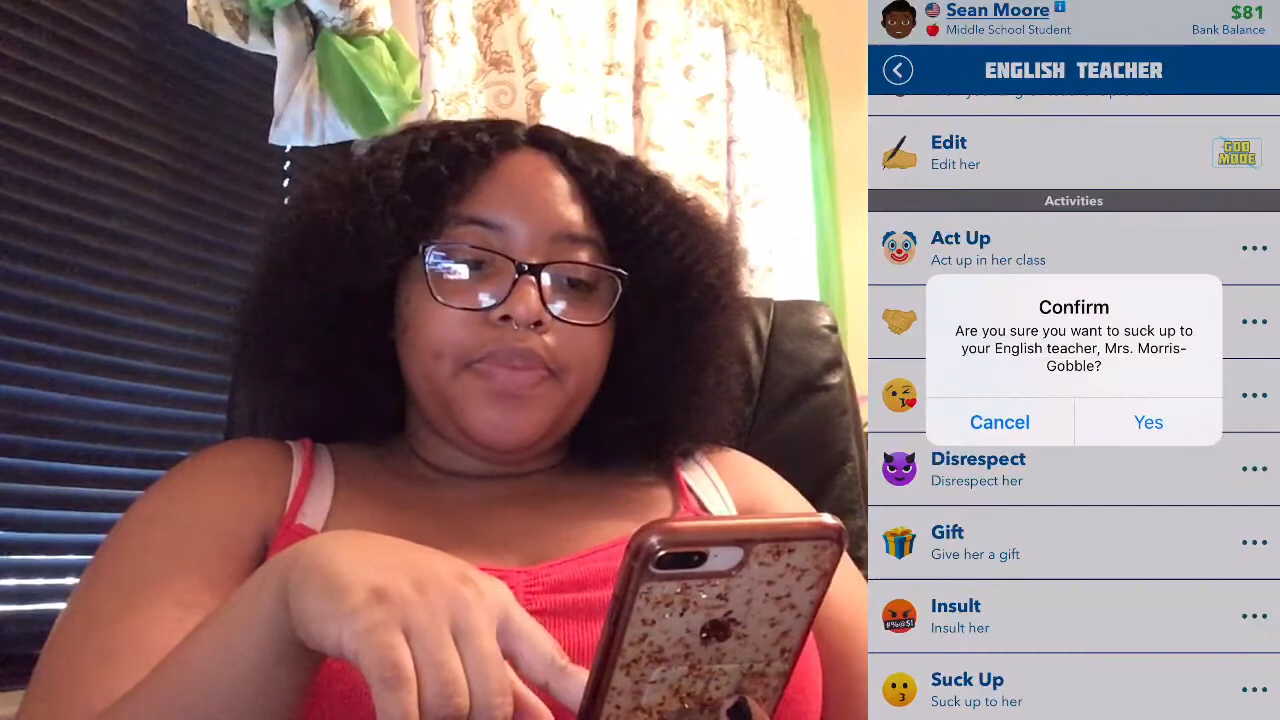 Sean Moore
Middle School Student
$81
Bank Balance
ENGLISH TEACHER
Edit
Edit her
GOD MODE
Activities
Act Up
Act up in her class
Confirm
Are you sure you want to suck up to
your English teacher, Mrs. Morris-
Gobble?
Cancel
Yes
Disrespect
Disrespect her
Gift
Give her a gift
#%@$!
Insult
Insult her
Suck Up
Suck up to her